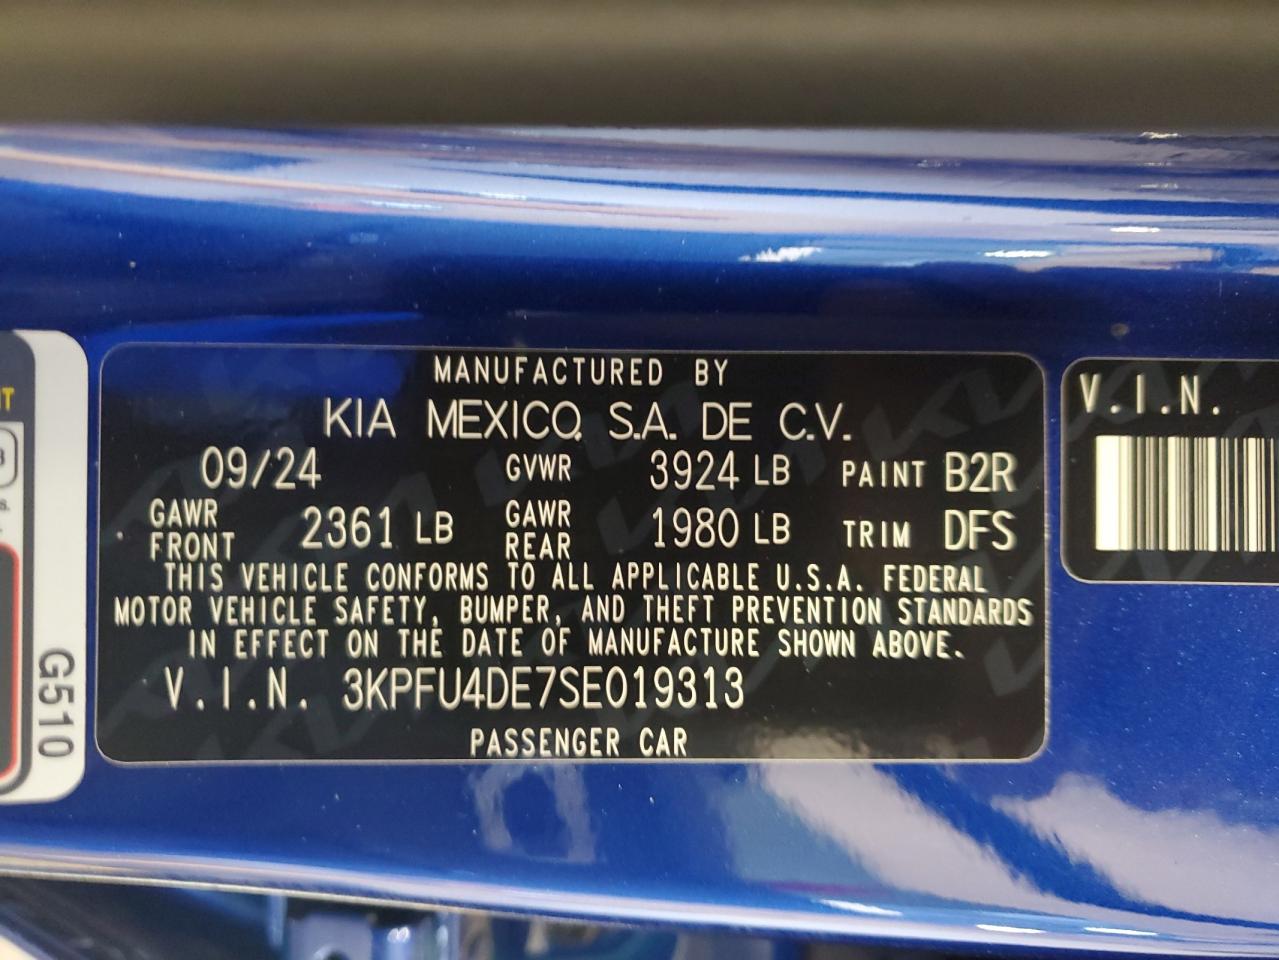 MANUFACTURED BY
KIA MEXICO, S.A. DE C.V.
09/24 GVWR 3924 LB PAINT B2R
GAWR FRONT 2361 LB GAWR REAR 1980 LB TRIM DFS
THIS VEHICLE CONFORMS TO ALL APPLICABLE U.S.A. FEDERAL
MOTOR VEHICLE SAFETY, BUMPER, AND THEFT PREVENTION STANDARDS
IN EFFECT ON THE DATE OF MANUFACTURE SHOWN ABOVE.
V.I.N. 3KPFU4DE7SE019313
PASSENGER CAR
V.I.N.
G510